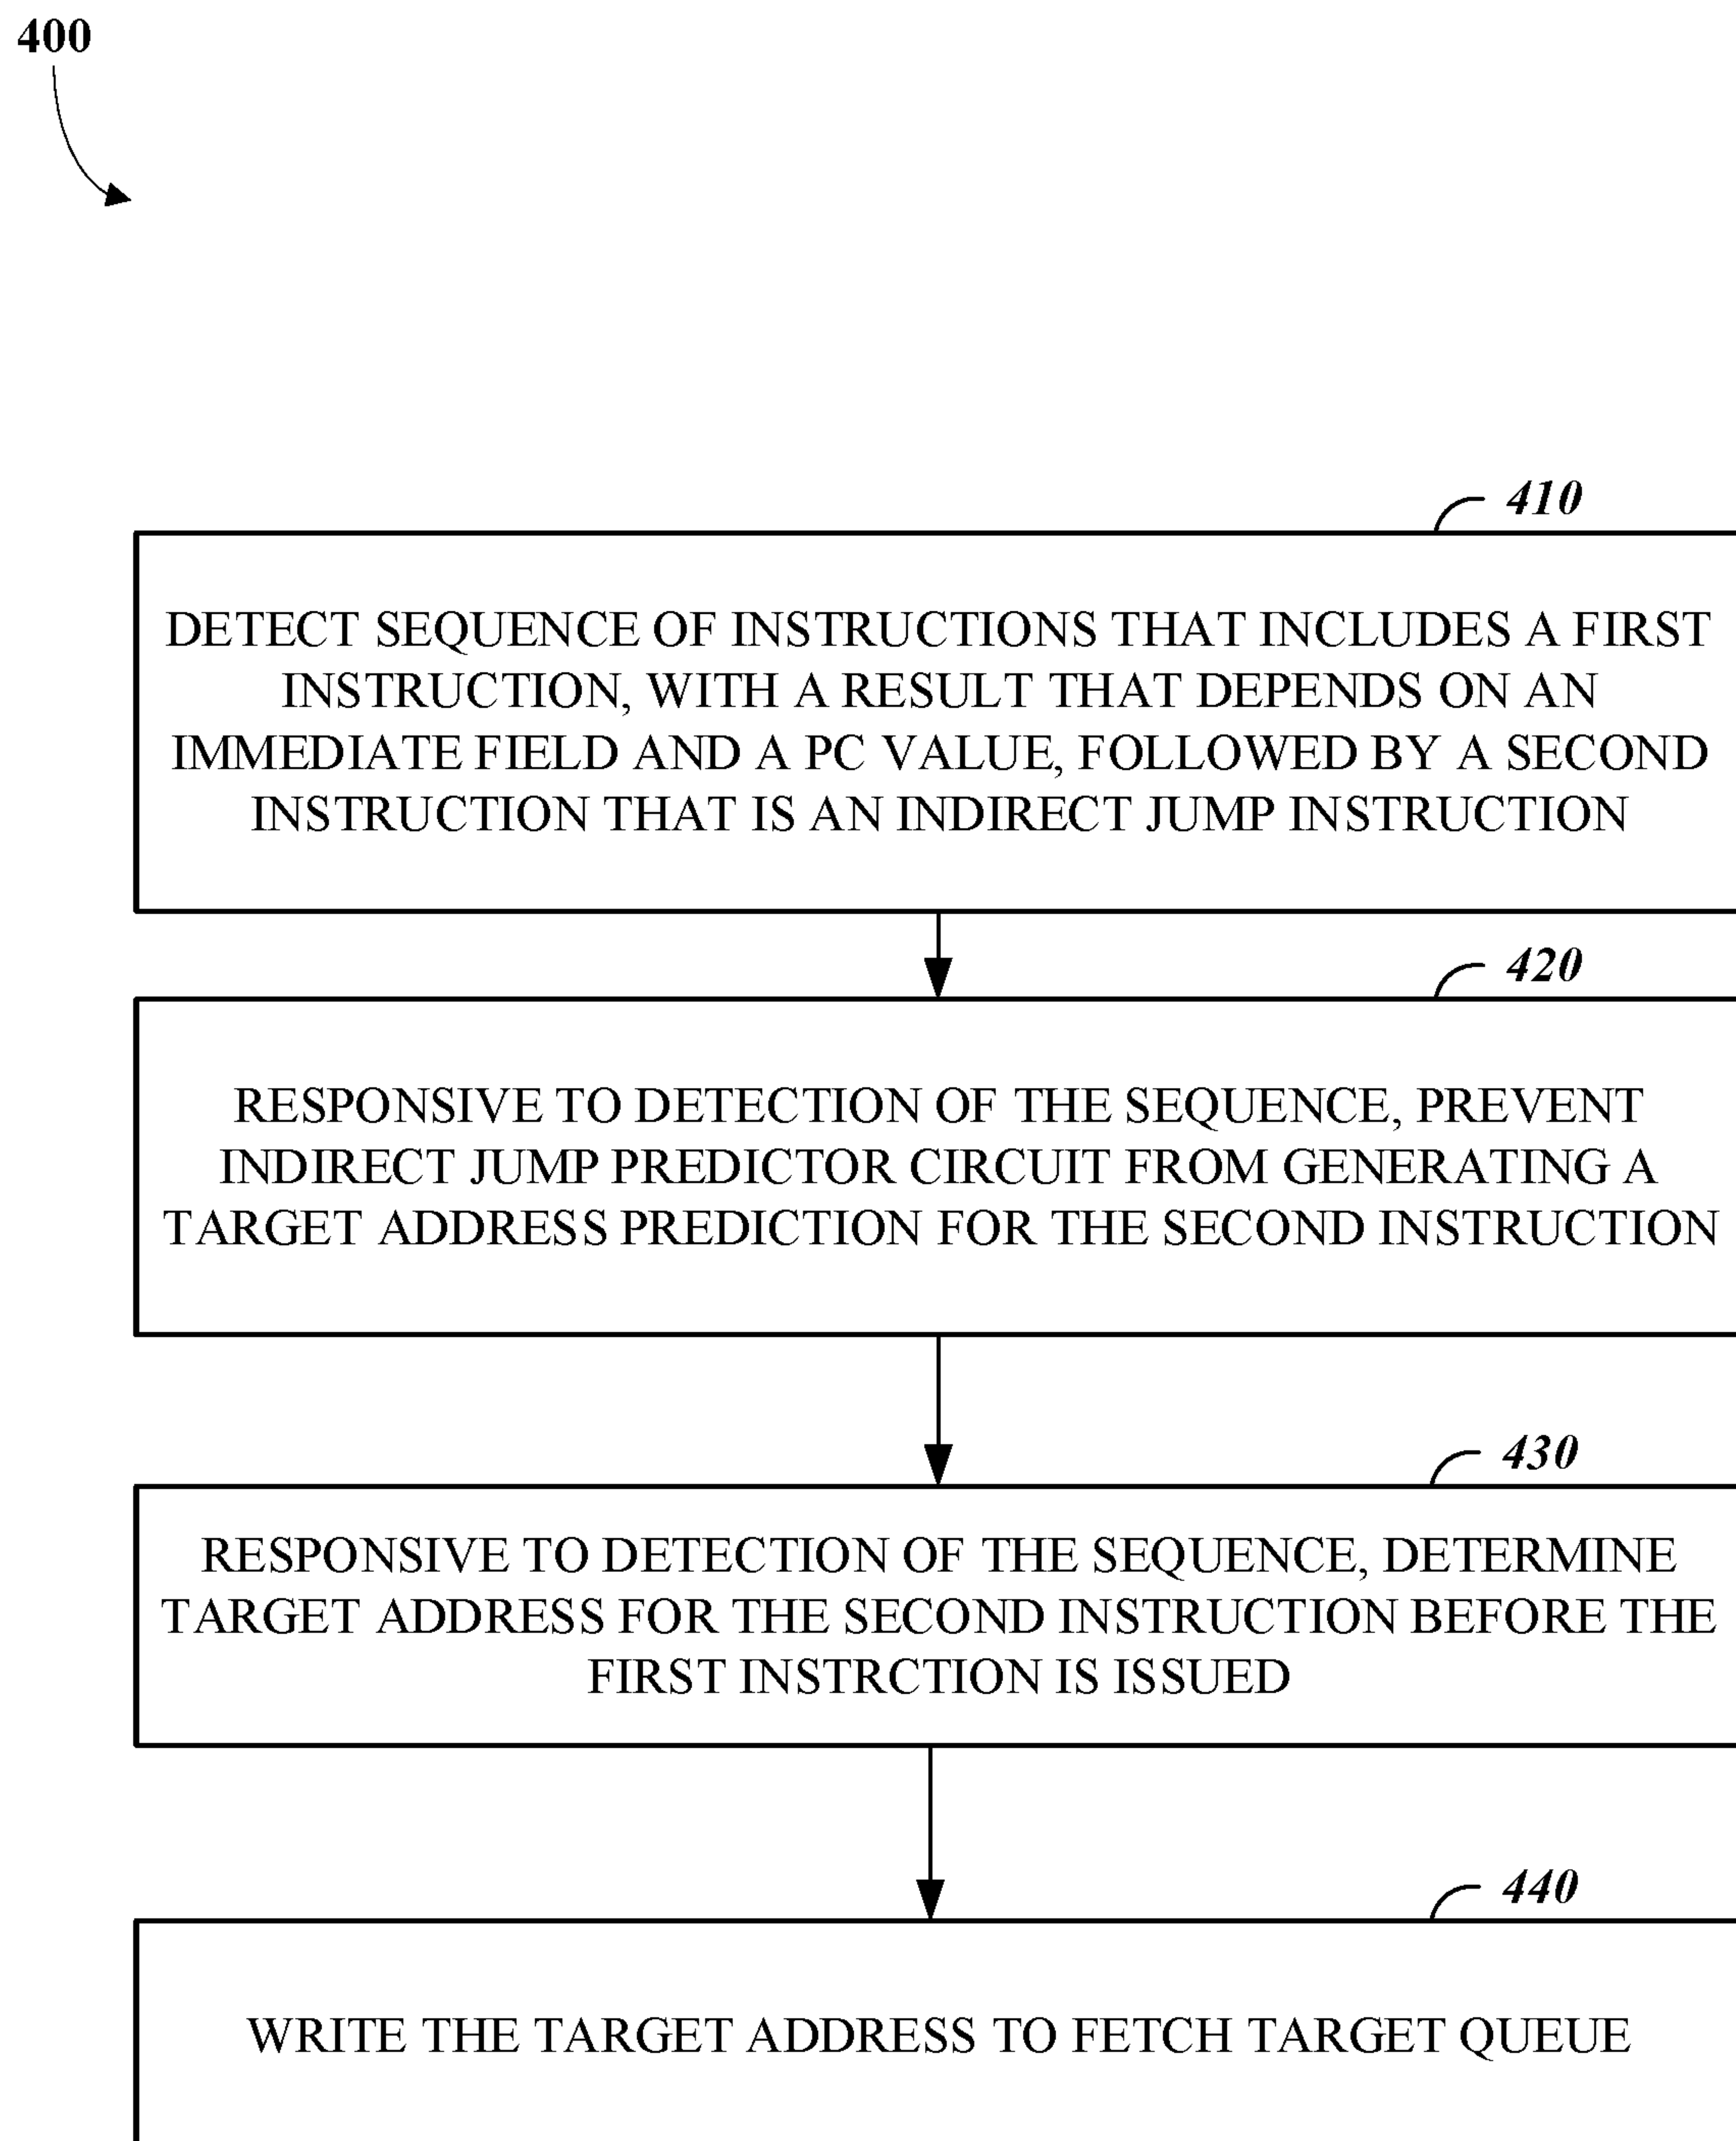 400
410
DETECT SEQUENCE OF INSTRUCTIONS THAT INCLUDES A FIRST
INSTRUCTION, WITH A RESULT THAT DEPENDS ON AN
IMMEDIATE FIELD AND A PC VALUE, FOLLOWED BY A SECOND
INSTRUCTION THAT IS AN INDIRECT JUMP INSTRUCTION
420
RESPONSIVE TO DETECTION OF THE SEQUENCE, PREVENT
INDIRECT JUMP PREDICTOR CIRCUIT FROM GENERATING A
TARGET ADDRESS PREDICTION FOR THE SECOND INSTRUCTION
430
RESPONSIVE TO DETECTION OF THE SEQUENCE, DETERMINE
TARGET ADDRESS FOR THE SECOND INSTRUCTION BEFORE THE
FIRST INSTRCTION IS ISSUED
440
WRITE THE TARGET ADDRESS TO FETCH TARGET QUEUE